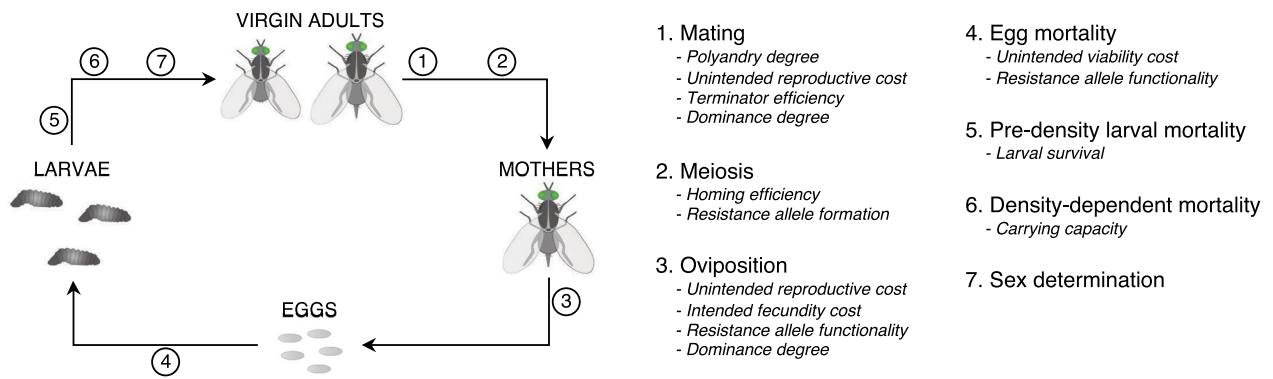 VIRGIN ADULTS
6
7
1
2
5
LARVAE
MOTHERS
3
EGGS
4
1. Mating
- Polyandry degree
- Unintended reproductive cost
- Terminator efficiency
- Dominance degree
2. Meiosis
- Homing efficiency
- Resistance allele formation
3. Oviposition
- Unintended reproductive cost
- Intended fecundity cost
- Resistance allele functionality
- Dominance degree
4. Egg mortality
- Unintended viability cost
- Resistance allele functionality
5. Pre-density larval mortality
- Larval survival
6. Density-dependent mortality
- Carrying capacity
7. Sex determination